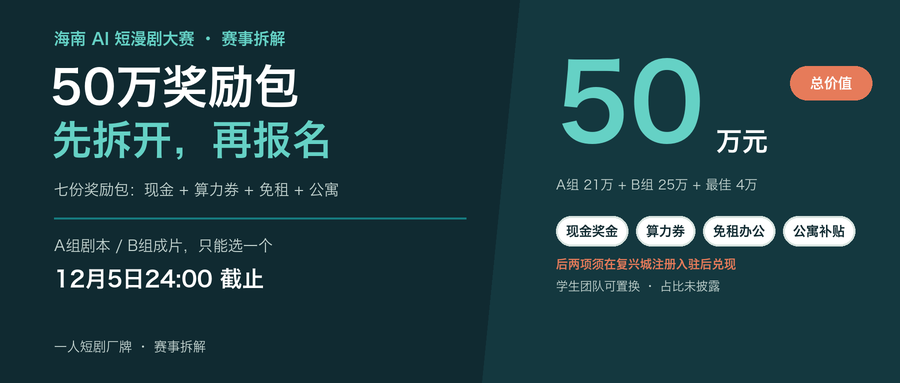 海南 AI 短漫剧大赛 · 赛事拆解
50万奖励包
先拆开，再报名
七份奖励包：现金 + 算力券 + 免租 + 公寓
A组剧本 / B组成片，只能选一个
12月5日24:00 截止
一人短剧厂牌 · 赛事拆解
总价值
50
万元
A组 21万 + B组 25万 + 最佳 4万
现金奖金 算力券 免租办公 公寓补贴
后两项须在复兴城注册入驻后兑现
学生团队可置换 · 占比未披露